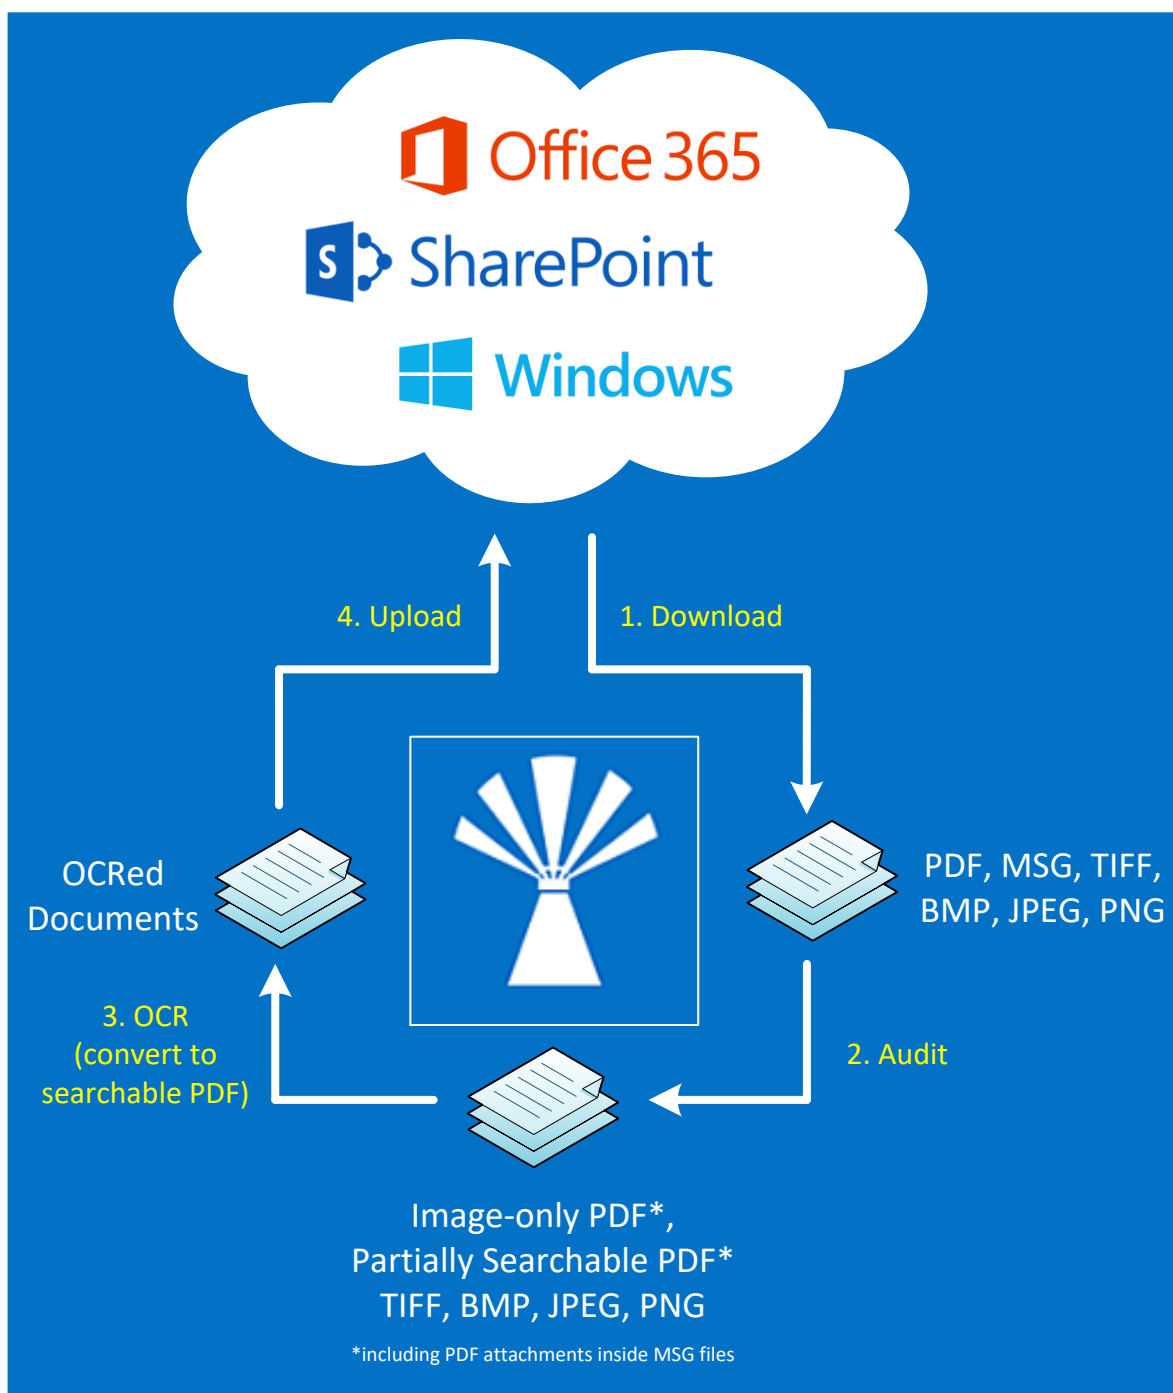 Office 365
S SharePoint
Windows
4. Upload
1. Download
OCRed
Documents
PDF, MSG, TIFF,
BMP, JPEG, PNG
3. OCR
(convert to
searchable PDF)
2. Audit
Image-only PDF*,
Partially Searchable PDF*
TIFF, BMP, JPEG, PNG
*including PDF attachments inside MSG files